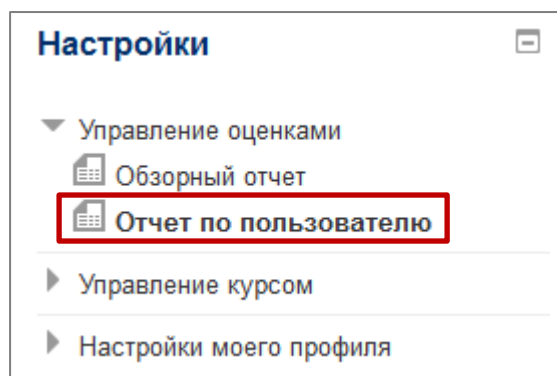 Настройки
Управление оценками
Обзорный отчет
Отчет по пользователю
Управление курсом
Настройки моего профиля